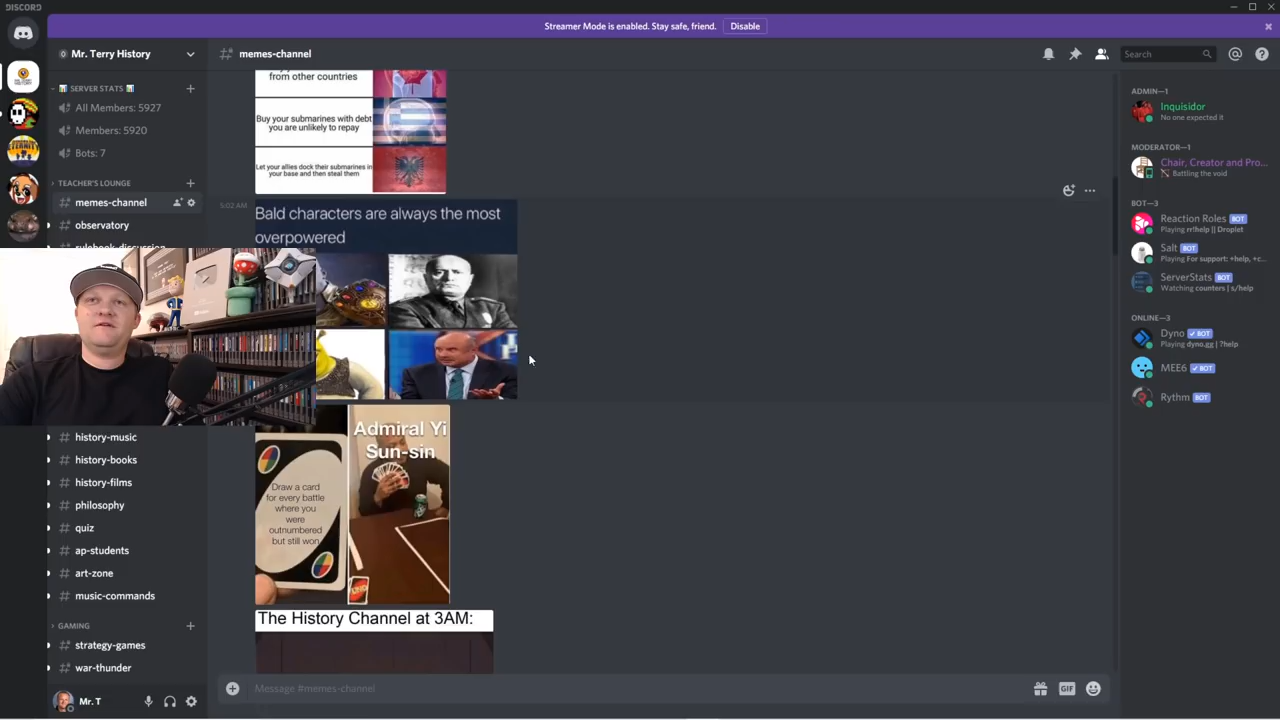 DISCORD
Streamer Mode is enabled. Stay safe, friend.
Disable
Mr. Terry History
memes-channel
Search
SERVER STATS
All Members: 5927
Members: 5920
Bots: 7
TEACHER'S LOUNGE
memes-channel
observatory
rulebook-discussion
history-music
history-books
history-films
philosophy
quiz
ap-students
art-zone
music-commands
GAMING
strategy-games
war-thunder
Mr. T
from other countries
Buy your submarines with debt
you are unlikely to repay
Let your allies dock their submarines in
your base and then steal them
5:02 AM
Bald characters are always the most
overpowered
Draw a card
for every battle
where you
were
outnumbered
but still won
Admiral Yi
Sun-sin
The History Channel at 3AM:
Message #memes-channel
GIF
ADMIN—1
Inquisidor
No one expected it
MODERATOR—1
Chair, Creator and Pro...
Battling the void
BOT—3
Reaction Roles BOT
Playing rr!help || Droplet
Salt BOT
Playing For support: +help, +c...
ServerStats BOT
Watching counters | s/help
ONLINE—3
Dyno BOT
Playing dyno.gg | ?help
MEE6 BOT
Rythm BOT